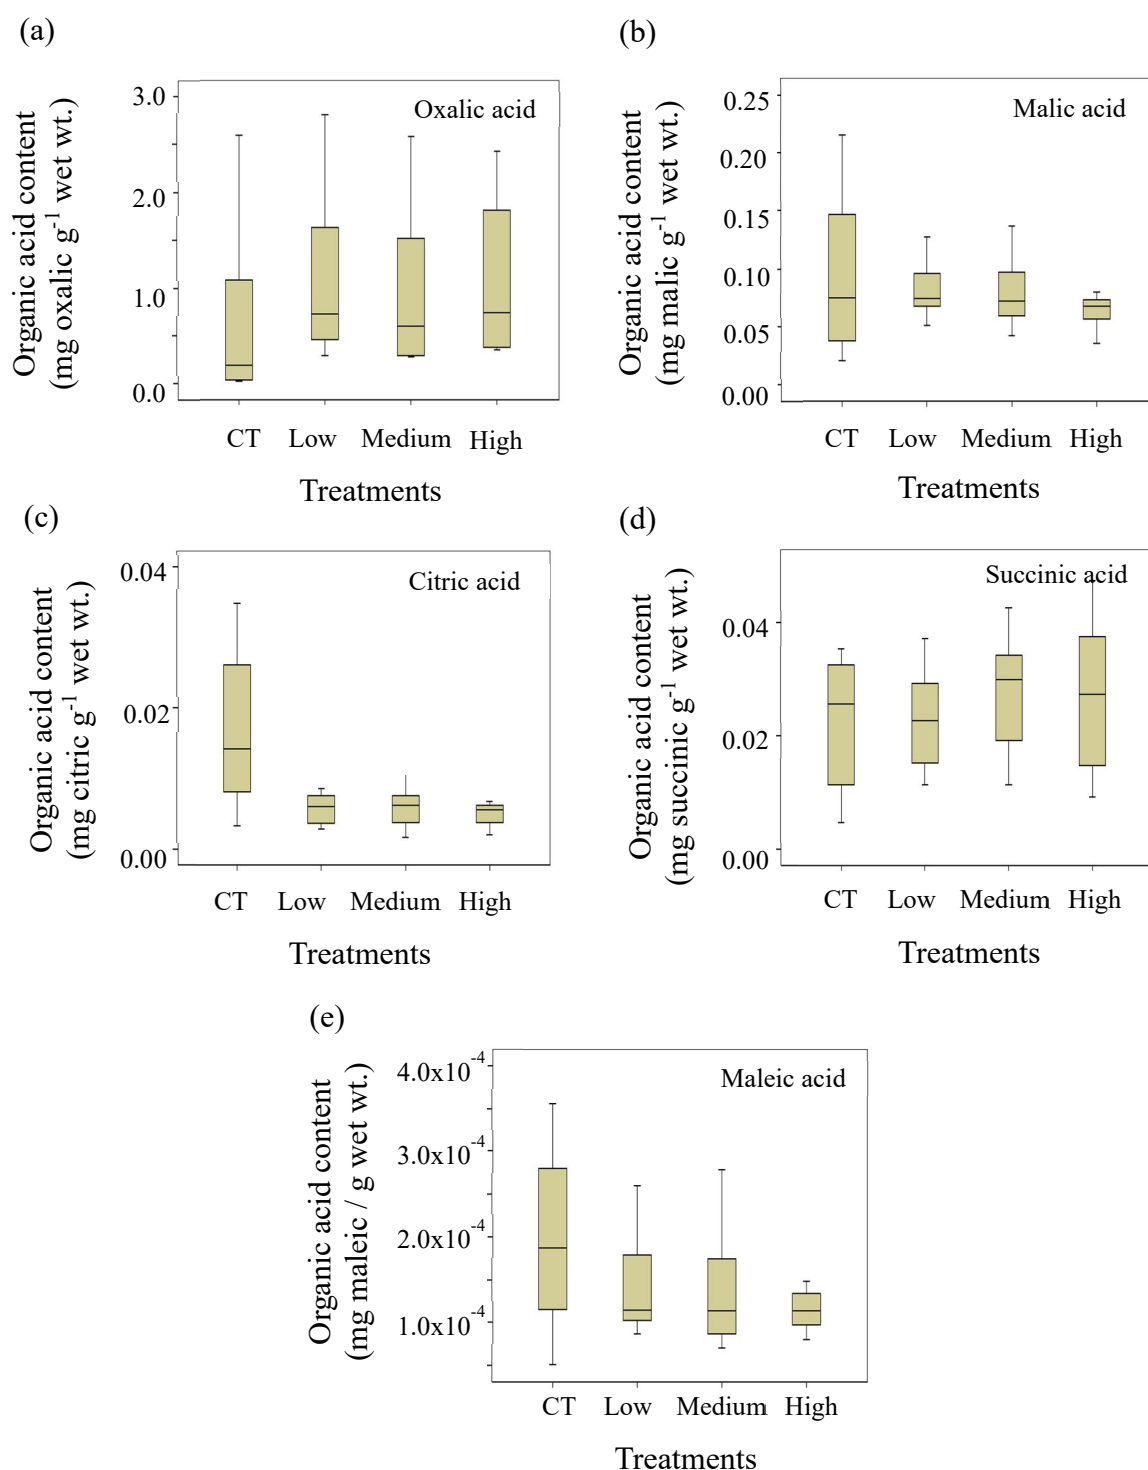 (a)
Oxalic acid
Organic acid content
(mg oxalic g-1 wet wt.)
3.0
2.0
1.0
0.0
CT Low Medium High
Treatments
(b)
Malic acid
Organic acid content
(mg malic g-1 wet wt.)
0.25
0.20
0.15
0.10
0.05
0.00
CT Low Medium High
Treatments
(c)
Citric acid
Organic acid content
(mg citric g-1 wet wt.)
0.04
0.02
0.00
CT Low Medium High
Treatments
(d)
Succinic acid
Organic acid content
(mg succinic g-1 wet wt.)
0.04
0.02
0.00
CT Low Medium High
Treatments
(e)
Maleic acid
Organic acid content
(mg maleic / g wet wt.)
4.0x10-4
3.0x10-4
2.0x10-4
1.0x10-4
CT Low Medium High
Treatments